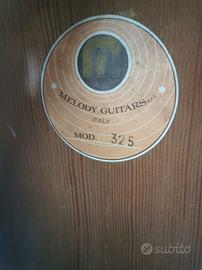 MELODY GUITARS s.r.l.
ITALY
MOD. 325
subito